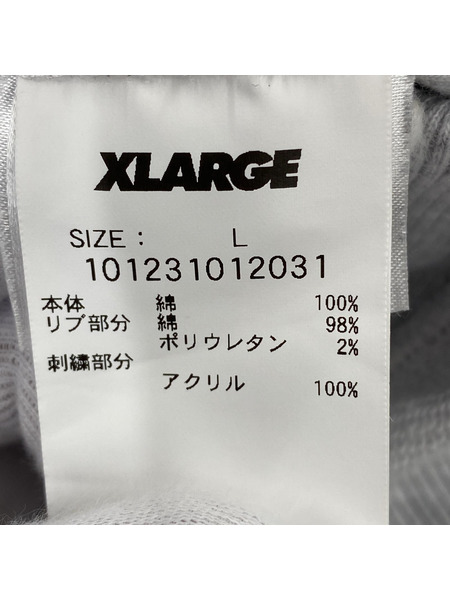 XLARGE
SIZE : L
101231012031
本体 綿 100%
リブ部分 綿 98%
ポリウレタン 2%
刺繍部分
アクリル 100%